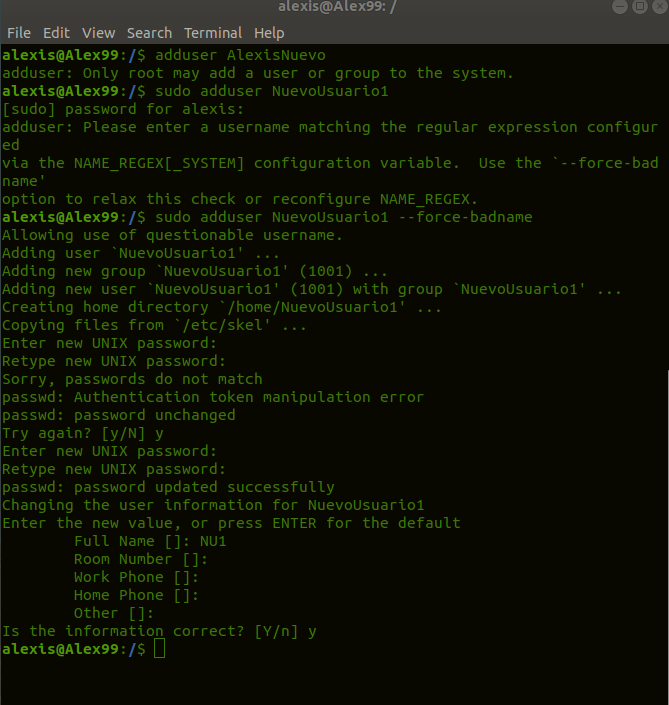 alexis@Alex99: /
File Edit View Search Terminal Help
alexis@Alex99:/$ adduser AlexisNuevo
adduser: Only root may add a user or group to the system.
alexis@Alex99:/$ sudo adduser NuevoUsuario1
[sudo] password for alexis:
adduser: Please enter a username matching the regular expression configur
ed
via the NAME_REGEX[_SYSTEM] configuration variable.  Use the `--force-bad
name'
option to relax this check or reconfigure NAME_REGEX.
alexis@Alex99:/$ sudo adduser NuevoUsuario1 --force-badname
Allowing use of questionable username.
Adding user `NuevoUsuario1' ...
Adding new group `NuevoUsuario1' (1001) ...
Adding new user `NuevoUsuario1' (1001) with group `NuevoUsuario1' ...
Creating home directory `/home/NuevoUsuario1' ...
Copying files from `/etc/skel' ...
Enter new UNIX password:
Retype new UNIX password:
Sorry, passwords do not match
passwd: Authentication token manipulation error
passwd: password unchanged
Try again? [y/N] y
Enter new UNIX password:
Retype new UNIX password:
passwd: password updated successfully
Changing the user information for NuevoUsuario1
Enter the new value, or press ENTER for the default
        Full Name []: NU1
        Room Number []:
        Work Phone []:
        Home Phone []:
        Other []:
Is the information correct? [Y/n] y
alexis@Alex99:/$